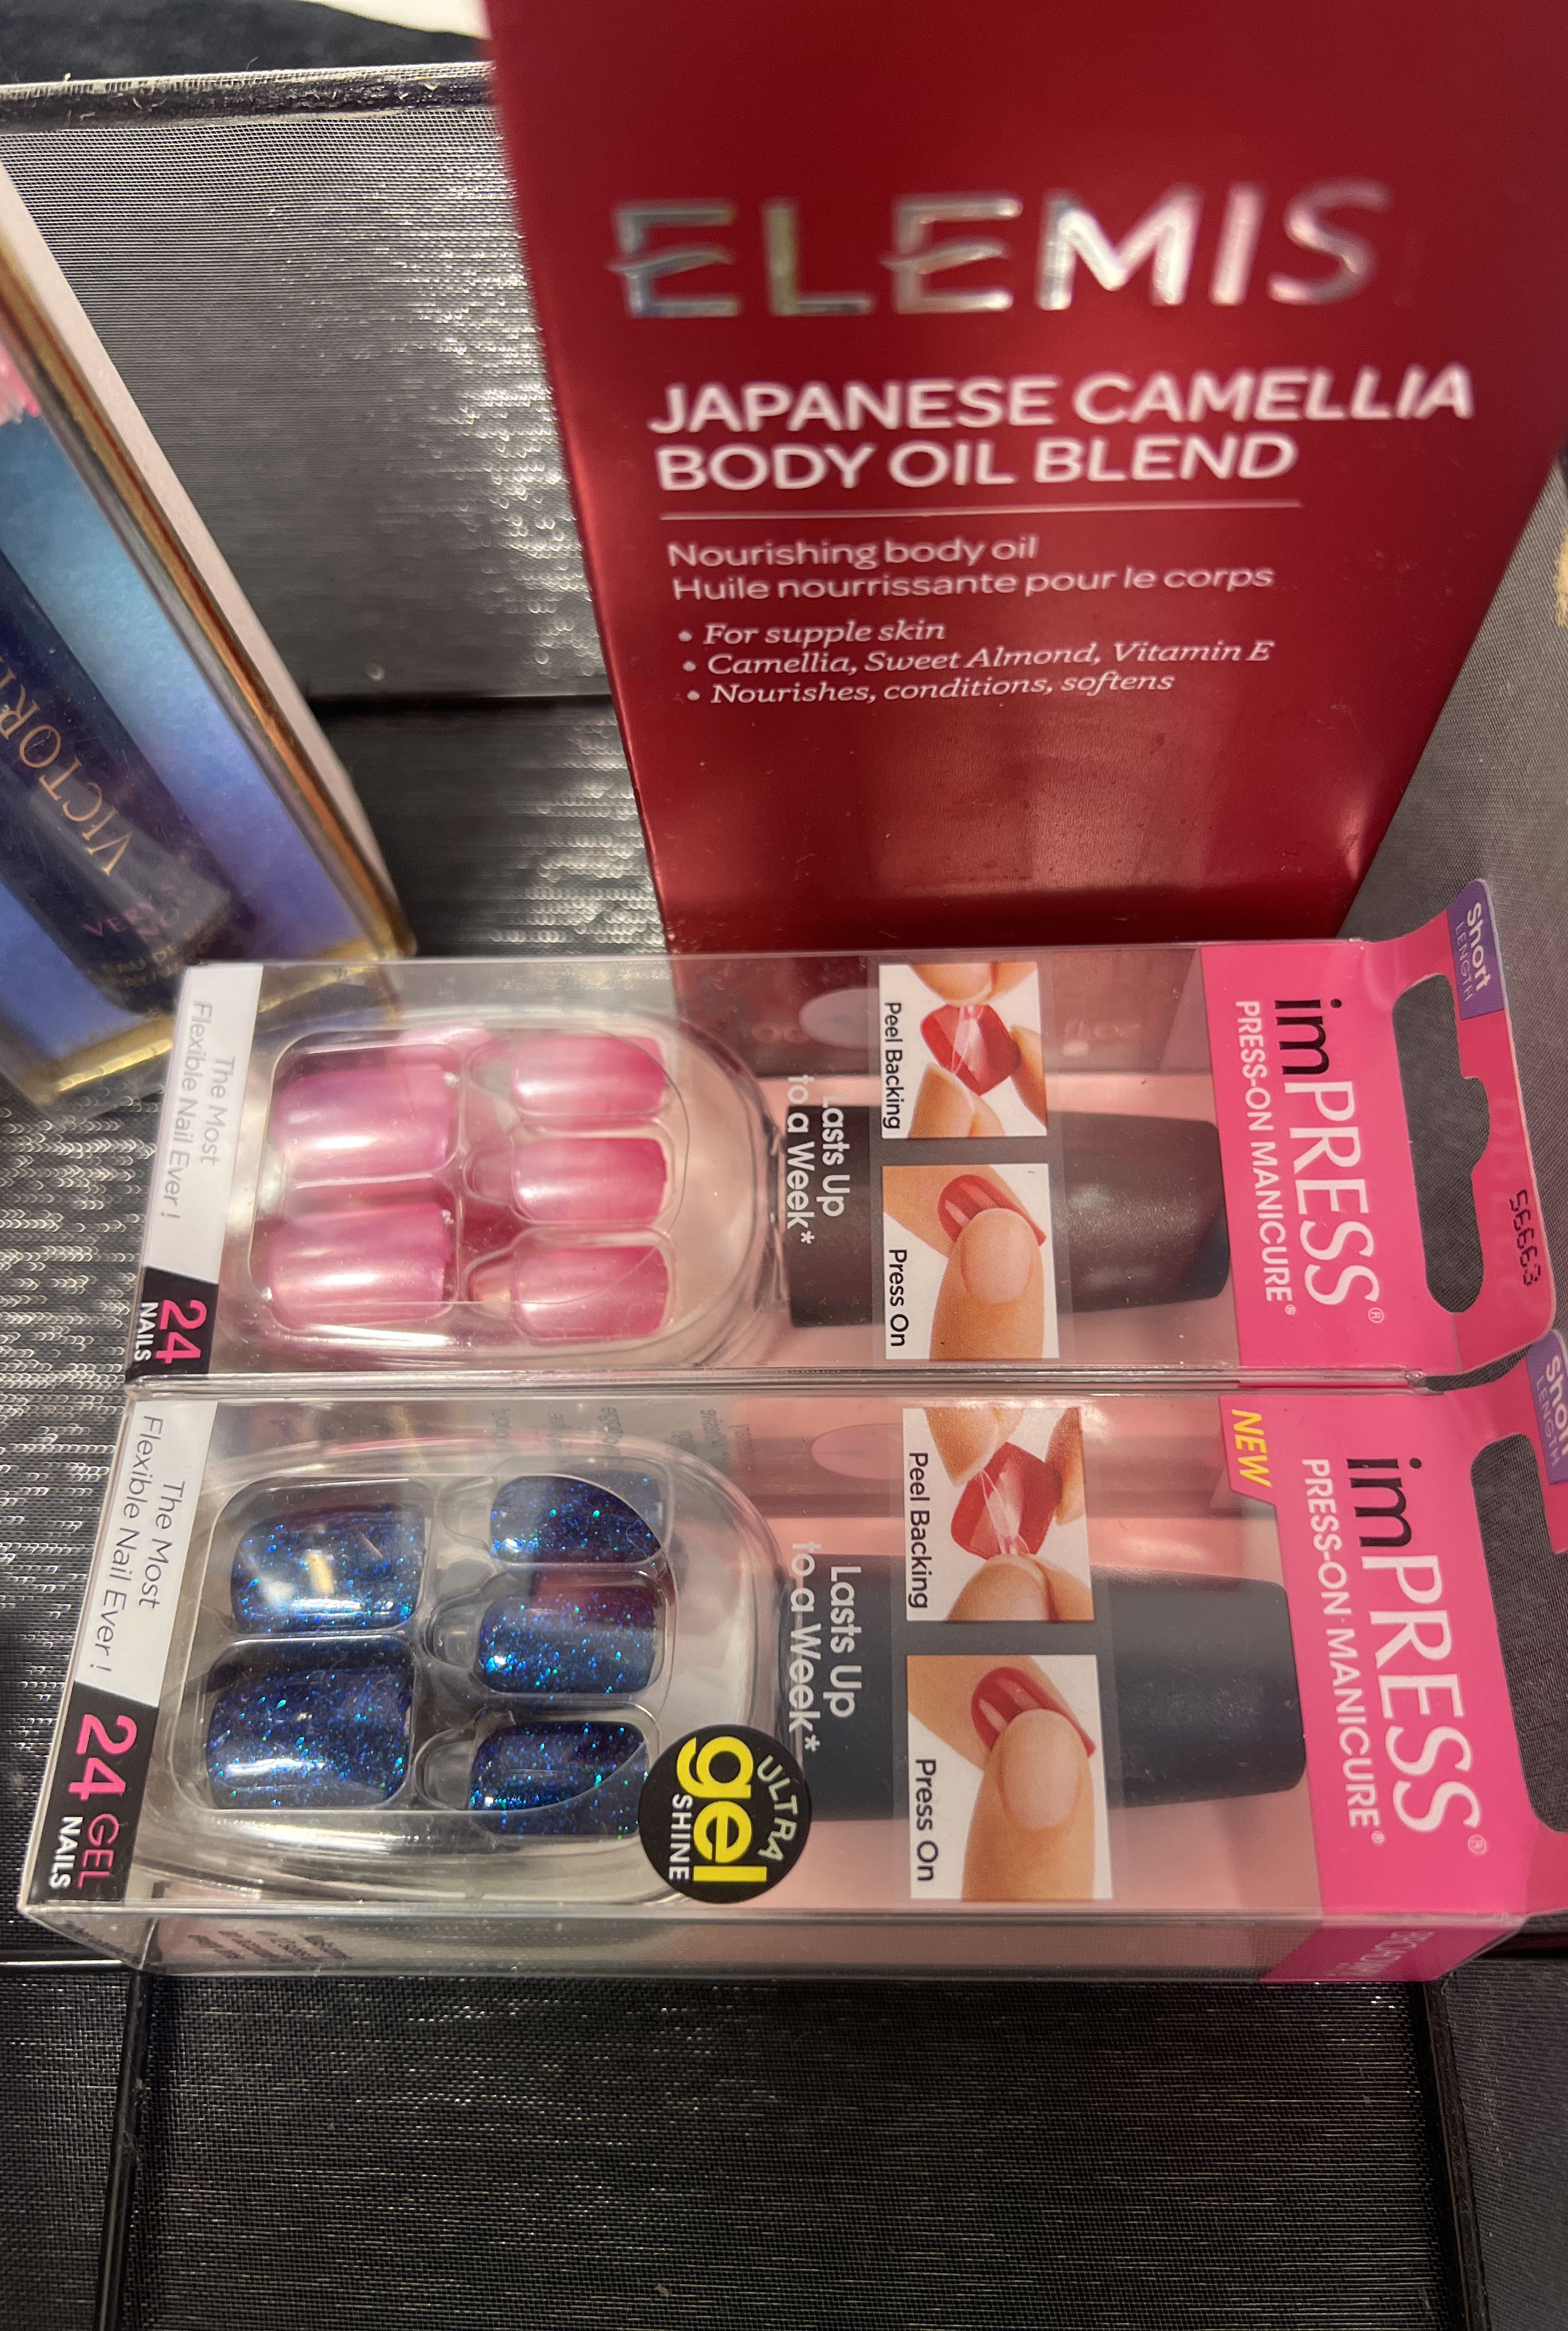 ELEMIS
JAPANESE CAMELLIA
BODY OIL BLEND
Nourishing body oil
Huile nourrissante pour le corps
• For supple skin
• Camellia, Sweet Almond, Vitamin E
• Nourishes, conditions, softens
VICTOR
Short
LENGTH
56663
imPRESS®
PRESS-ON MANICURE®
Peel Backing
Press On
Lasts Up
to a Week*
The Most
Flexible Nail Ever!
24
NAILS
Short
LENGTH
NEW
imPRESS®
PRESS-ON MANICURE®
Peel Backing
Press On
Lasts Up
to a Week*
ULTRA
gel
SHINE
The Most
Flexible Nail Ever!
24 GEL
NAILS